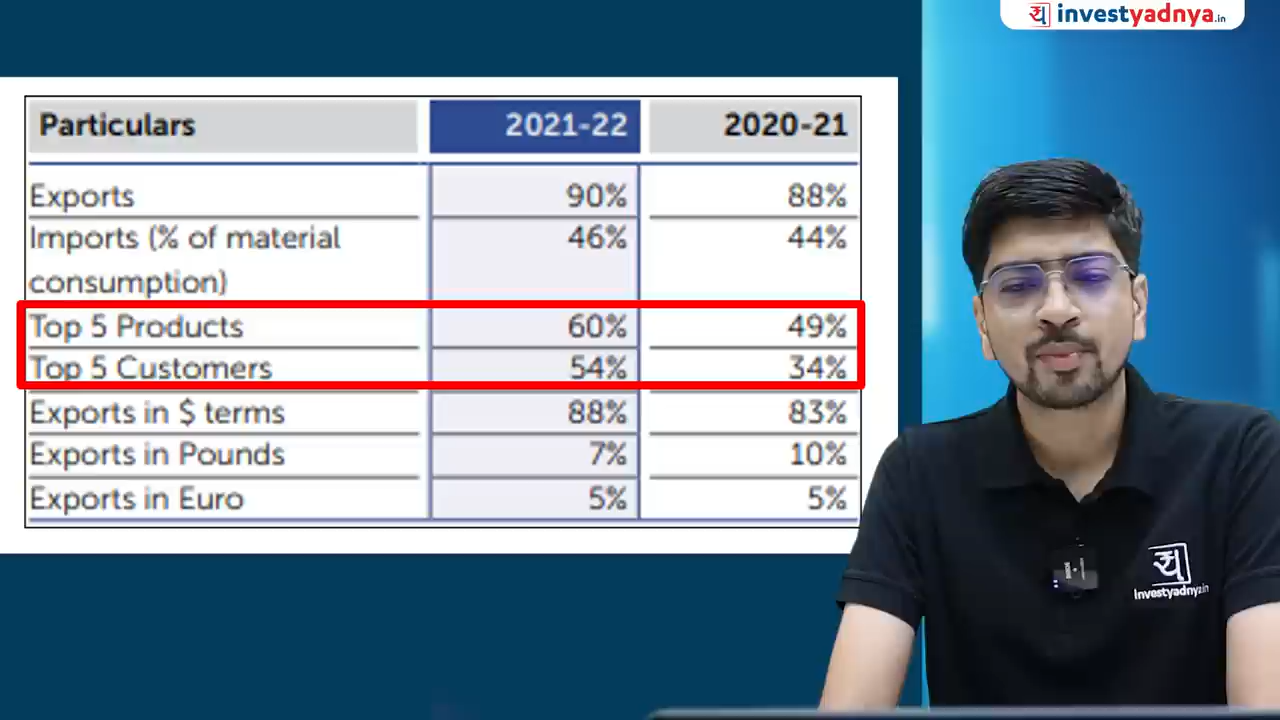 investyadnya.in
Particulars 2021-22 2020-21
Exports 90% 88%
Imports (% of material 46% 44%
consumption)
Top 5 Products 60% 49%
Top 5 Customers 54% 34%
Exports in $ terms 88% 83%
Exports in Pounds 7% 10%
Exports in Euro 5% 5%
investyadnya.in